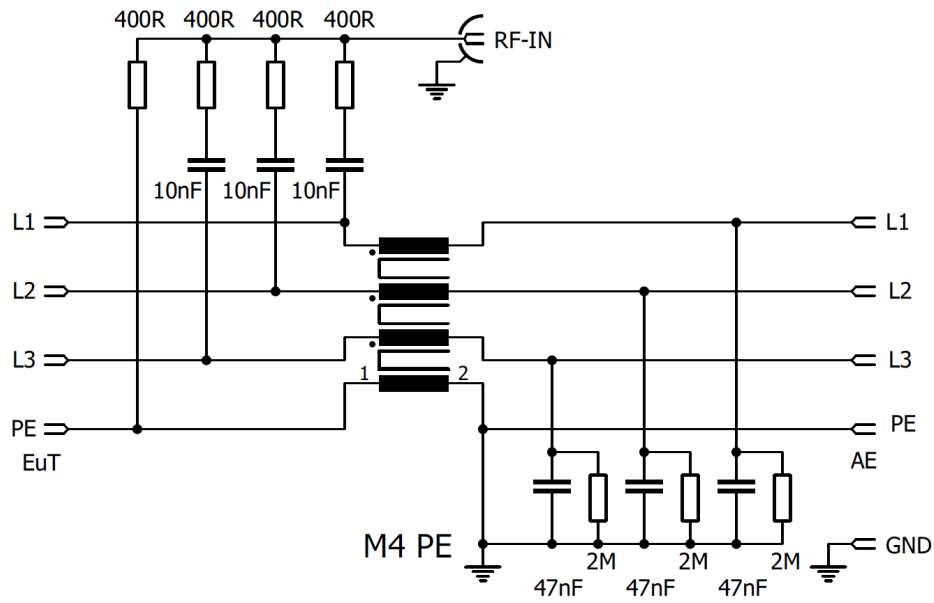 400R 400R 400R 400R
RF-IN
10nF 10nF 10nF
L1 L1
L2 L2
L3 L3
1 2
PE PE
EuT AE
M4 PE GND
2M 2M 2M
47nF 47nF 47nF